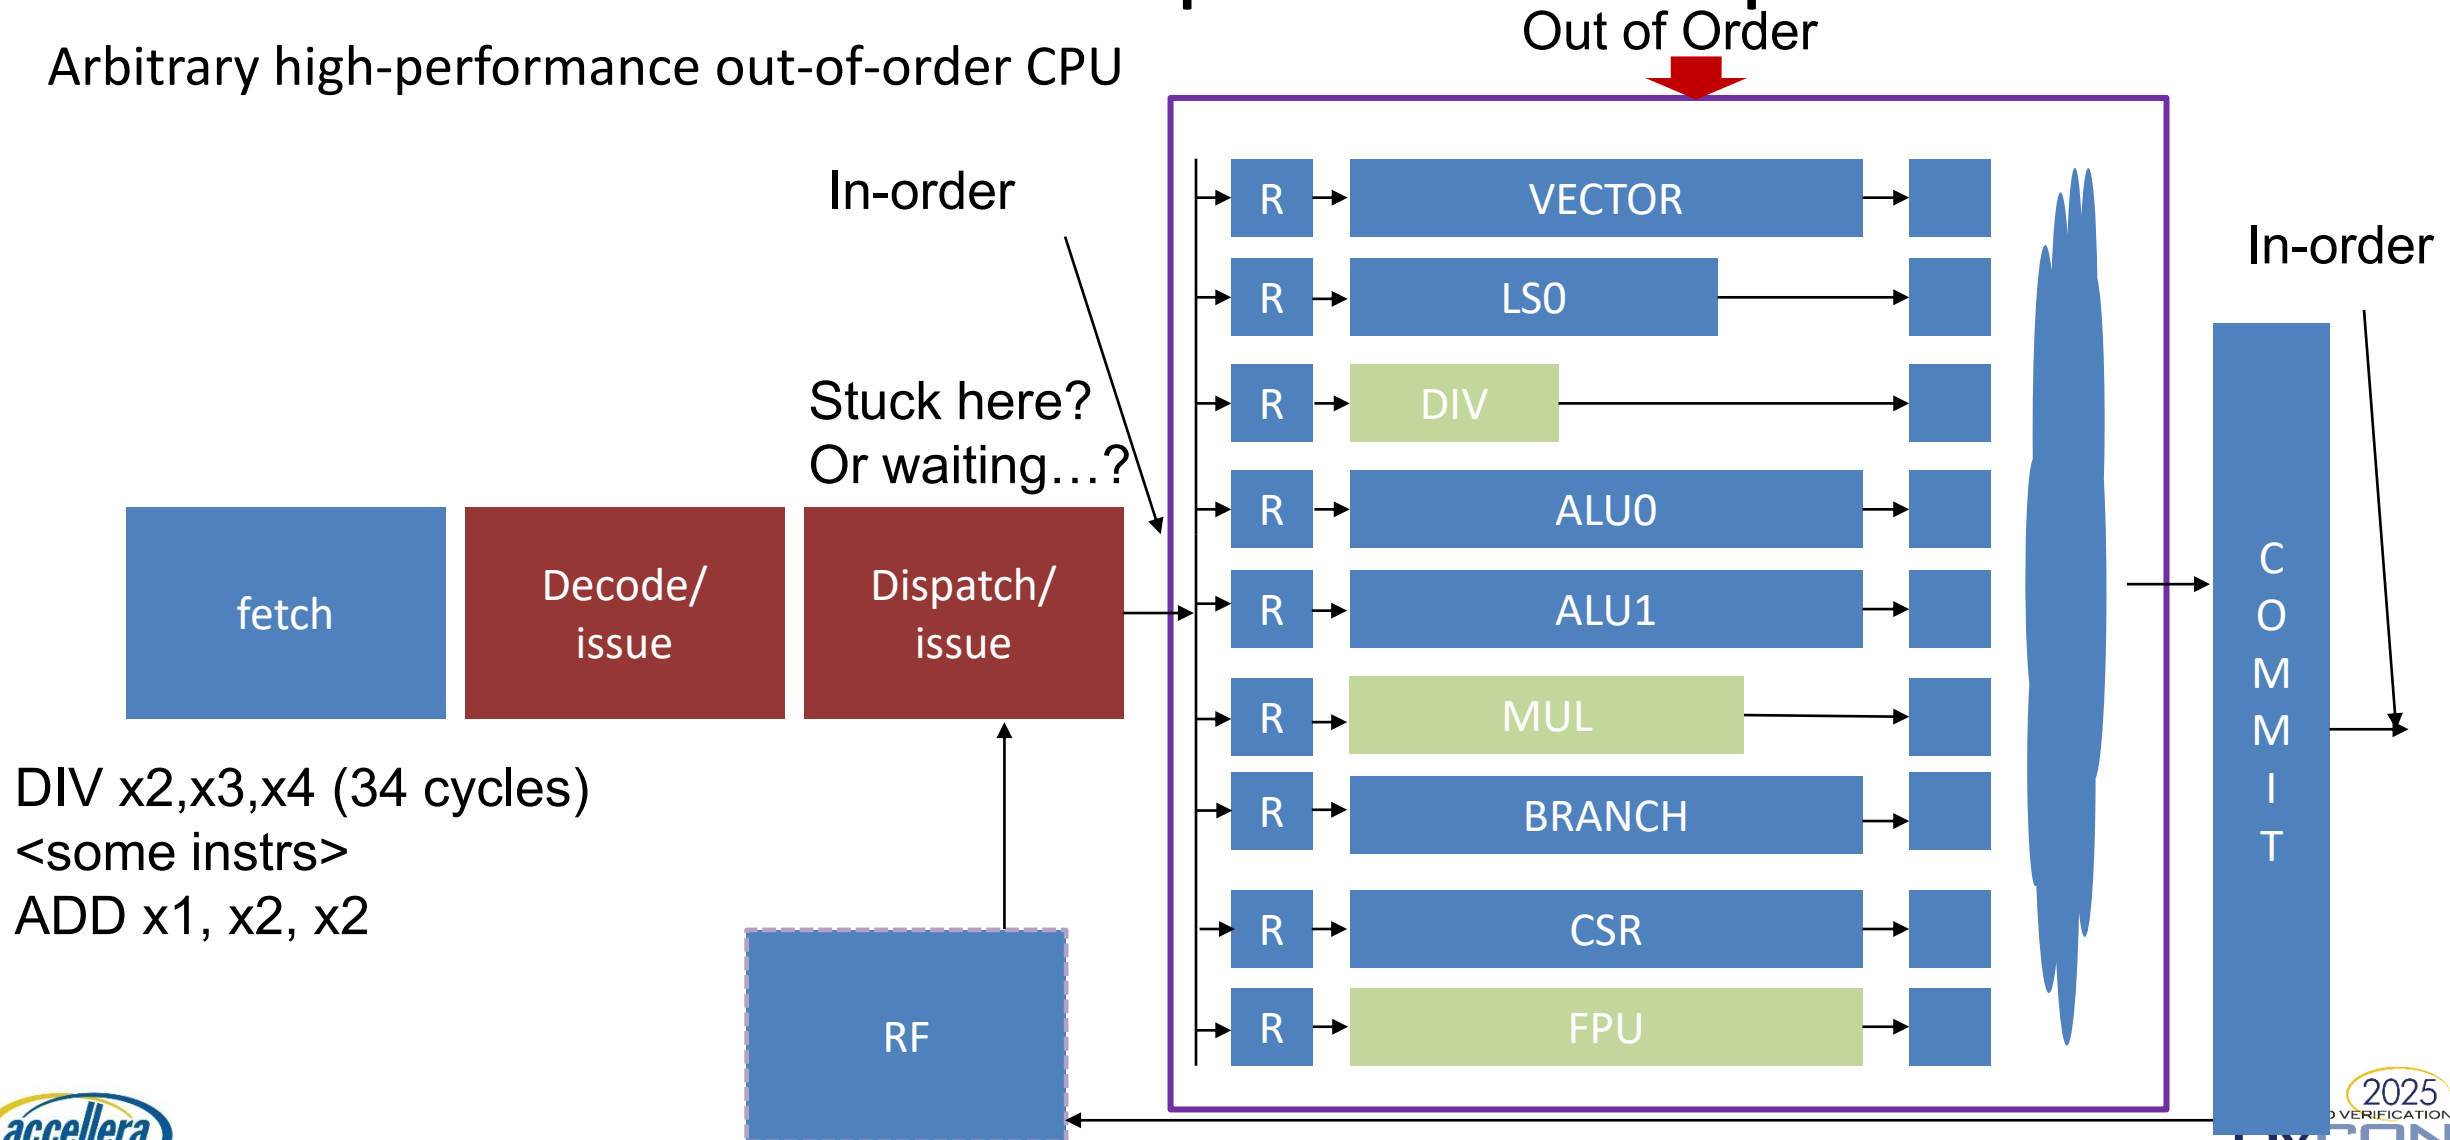 Out of Order
Arbitrary high-performance out-of-order CPU
In-order
In-order
Stuck here?
Or waiting...?
fetch
Decode/
issue
Dispatch/
issue
R
VECTOR
R
LS0
R
DIV
R
ALU0
R
ALU1
R
MUL
R
BRANCH
R
CSR
R
FPU
C
O
M
M
I
T
DIV x2,x3,x4 (34 cycles)
<some instrs>
ADD x1, x2, x2
RF
accellera
2025
VERIFICATION